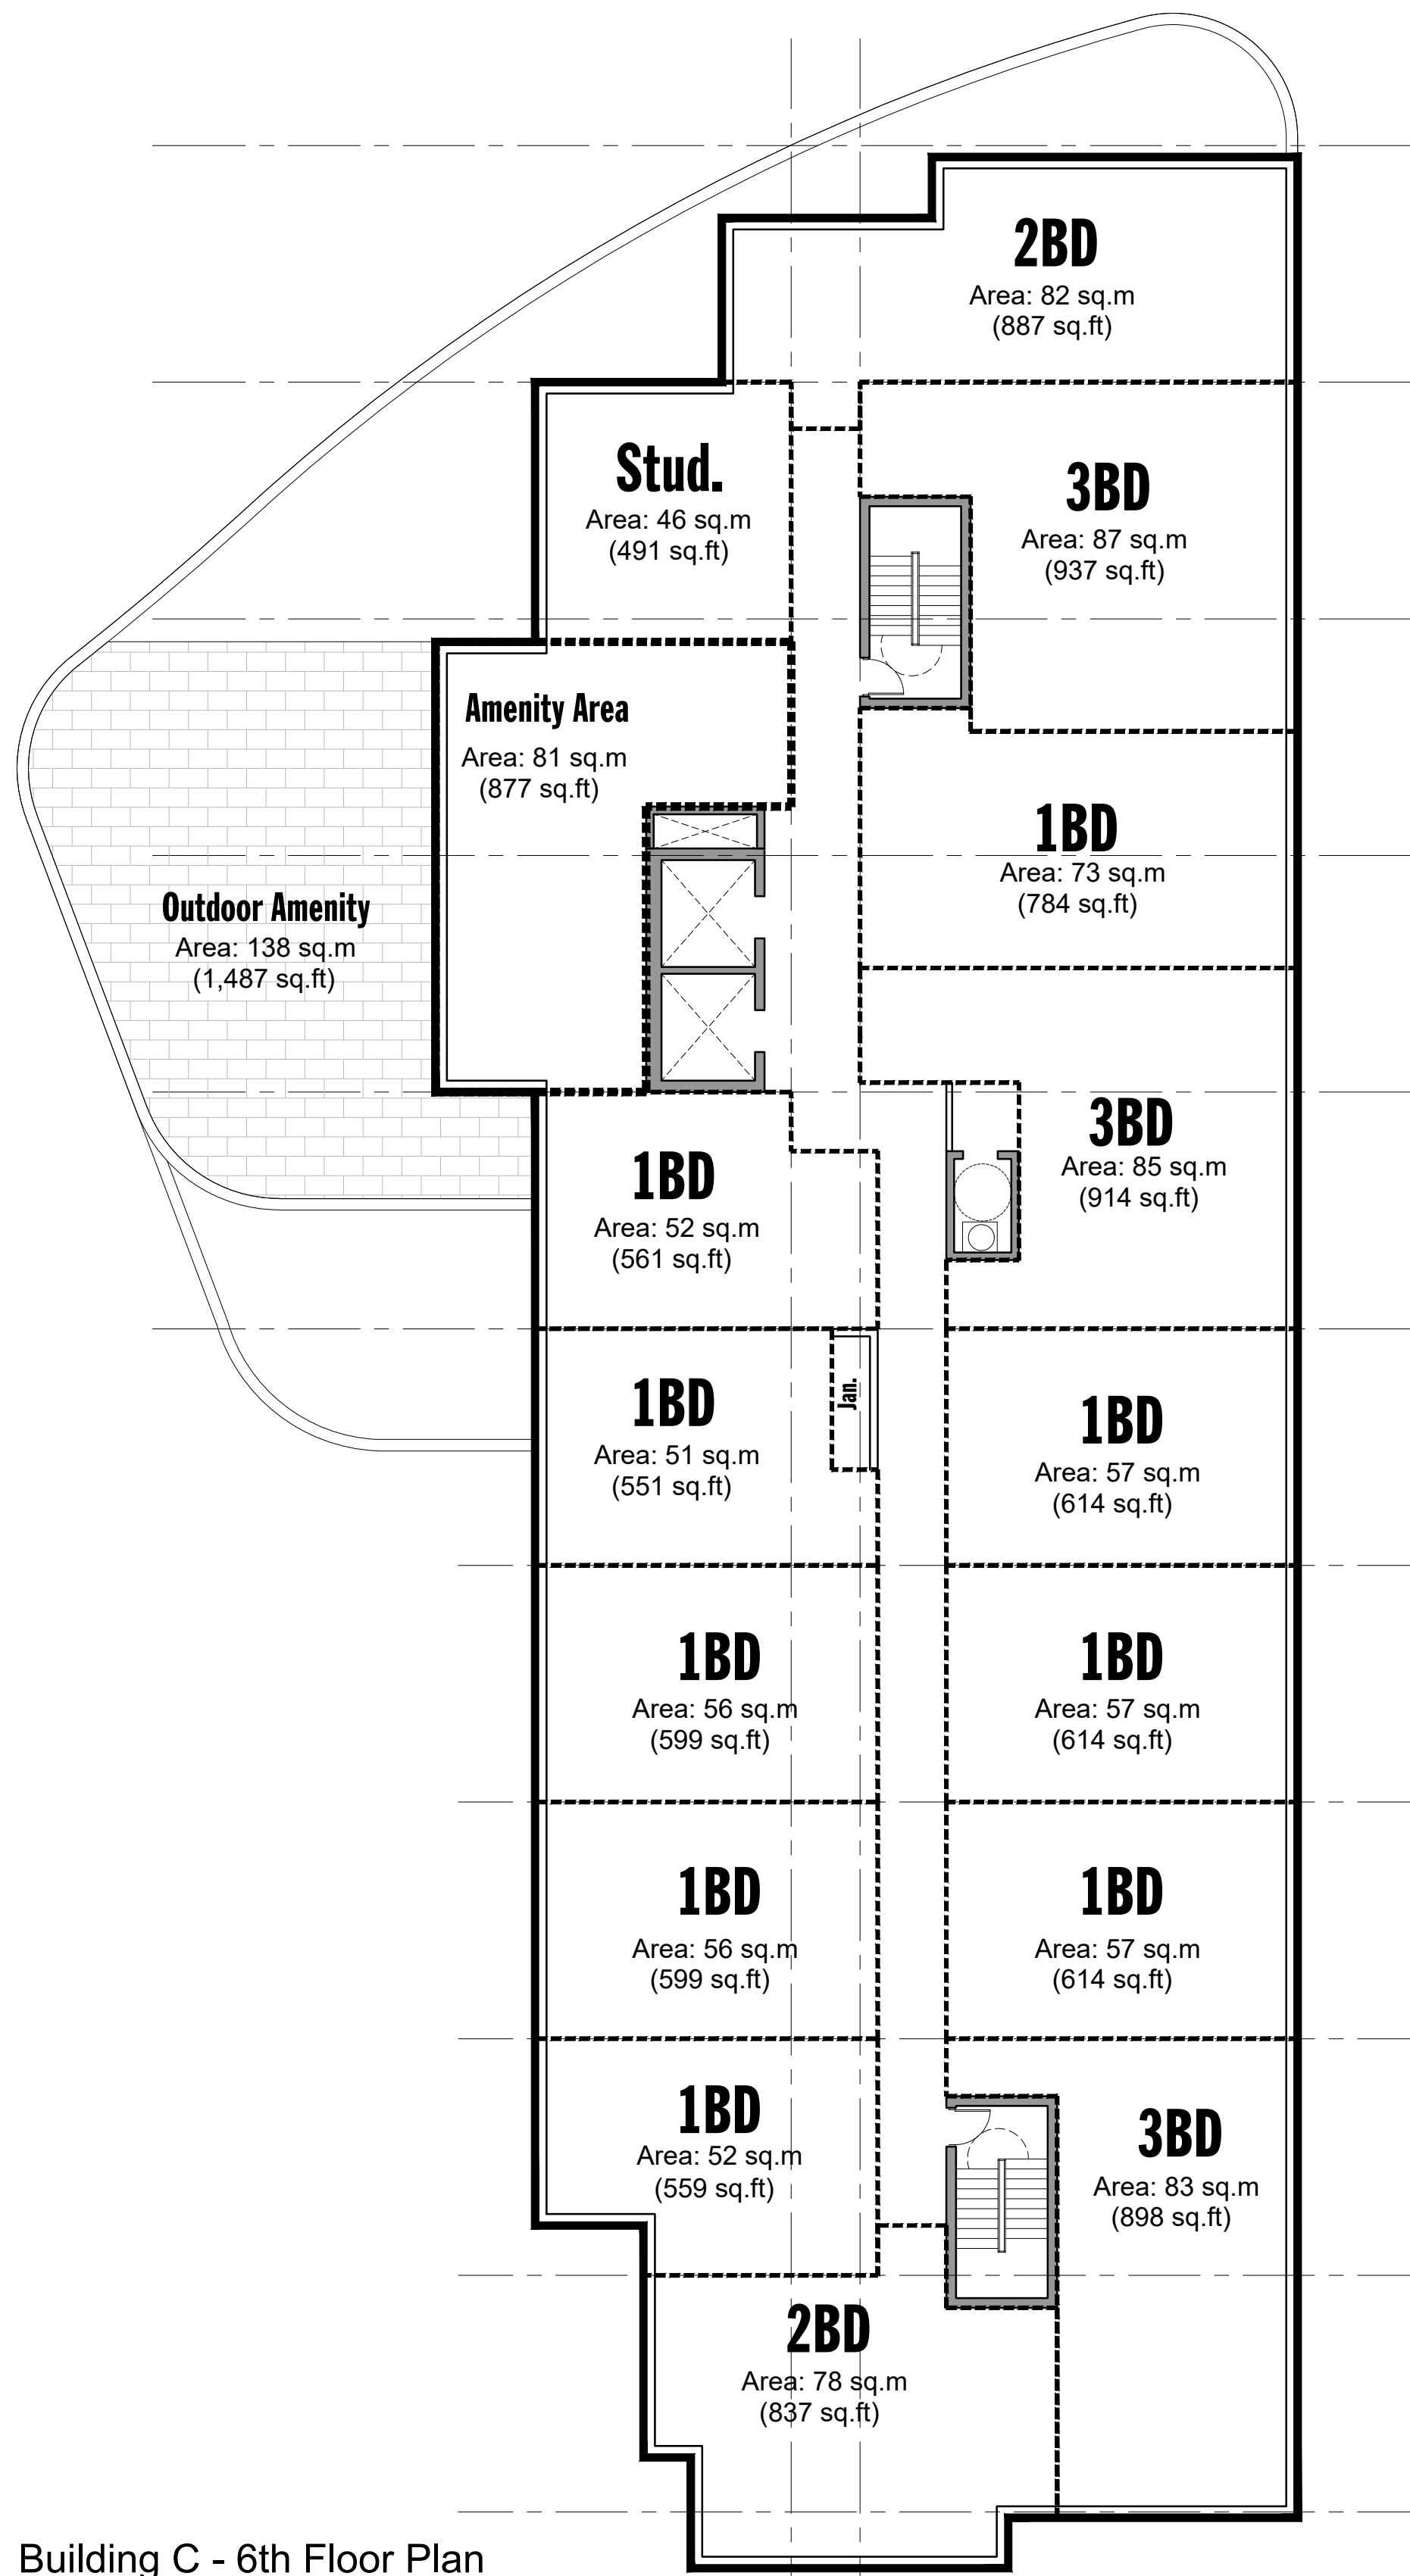 2BD
Area: 82 sq.m
(887 sq.ft)
Stud.
Area: 46 sq.m
(491 sq.ft)
3BD
Area: 87 sq.m
(937 sq.ft)
Amenity Area
Area: 81 sq.m
(877 sq.ft)
1BD
Area: 73 sq.m
(784 sq.ft)
Outdoor Amenity
Area: 138 sq.m
(1,487 sq.ft)
3BD
Area: 85 sq.m
(914 sq.ft)
1BD
Area: 52 sq.m
(561 sq.ft)
1BD
Area: 51 sq.m
(551 sq.ft)
Jan.
1BD
Area: 57 sq.m
(614 sq.ft)
1BD
Area: 56 sq.m
(599 sq.ft)
1BD
Area: 57 sq.m
(614 sq.ft)
1BD
Area: 56 sq.m
(599 sq.ft)
1BD
Area: 57 sq.m
(614 sq.ft)
1BD
Area: 52 sq.m
(559 sq.ft)
3BD
Area: 83 sq.m
(898 sq.ft)
2BD
Area: 78 sq.m
(837 sq.ft)
Building C - 6th Floor Plan